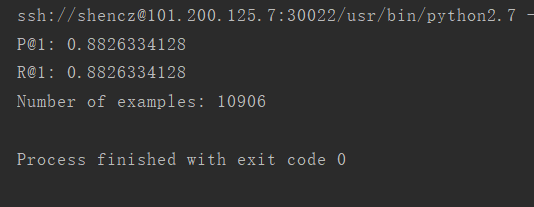 ssh://shencz@101.200.125.7:30022/usr/bin/python2.7 -
P@1: 0.8826334128
R@1: 0.8826334128
Number of examples: 10906
Process finished with exit code 0